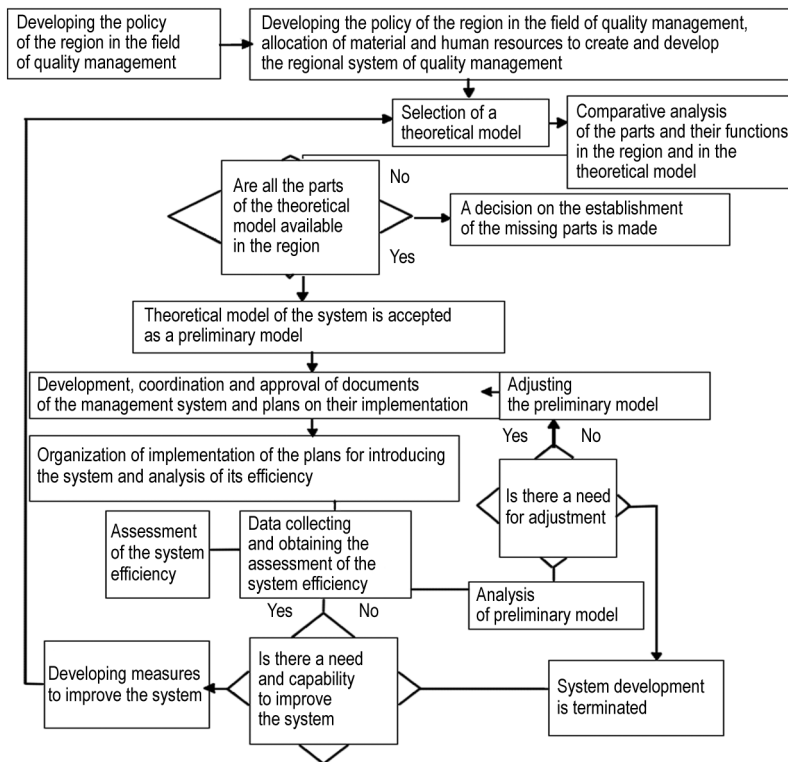 Developing the policy
of the region in the field
of quality management
Developing the policy of the region in the field of quality management,
allocation of material and human resources to create and develop
the regional system of quality management
Selection of a
theoretical model
Comparative analysis
of the parts and their functions
in the region and in the
theoretical model
No
Are all the parts
of the theoretical
model available
in the region
A decision on the establishment
of the missing parts is made
Yes
Theoretical model of the system is accepted
as a preliminary model
Development, coordination and approval of documents
of the management system and plans on their implementation
Adjusting
the preliminary model
Yes
No
Organization of implementation of the plans for introducing
the system and analysis of its efficiency
Is there a need
for adjustment
Assessment
of the system
efficiency
Data collecting
and obtaining the
assessment of the
system efficiency
Analysis
of preliminary model
Yes
No
Developing measures
to improve the system
Is there a need
and capability
to improve
the system
System development
is terminated